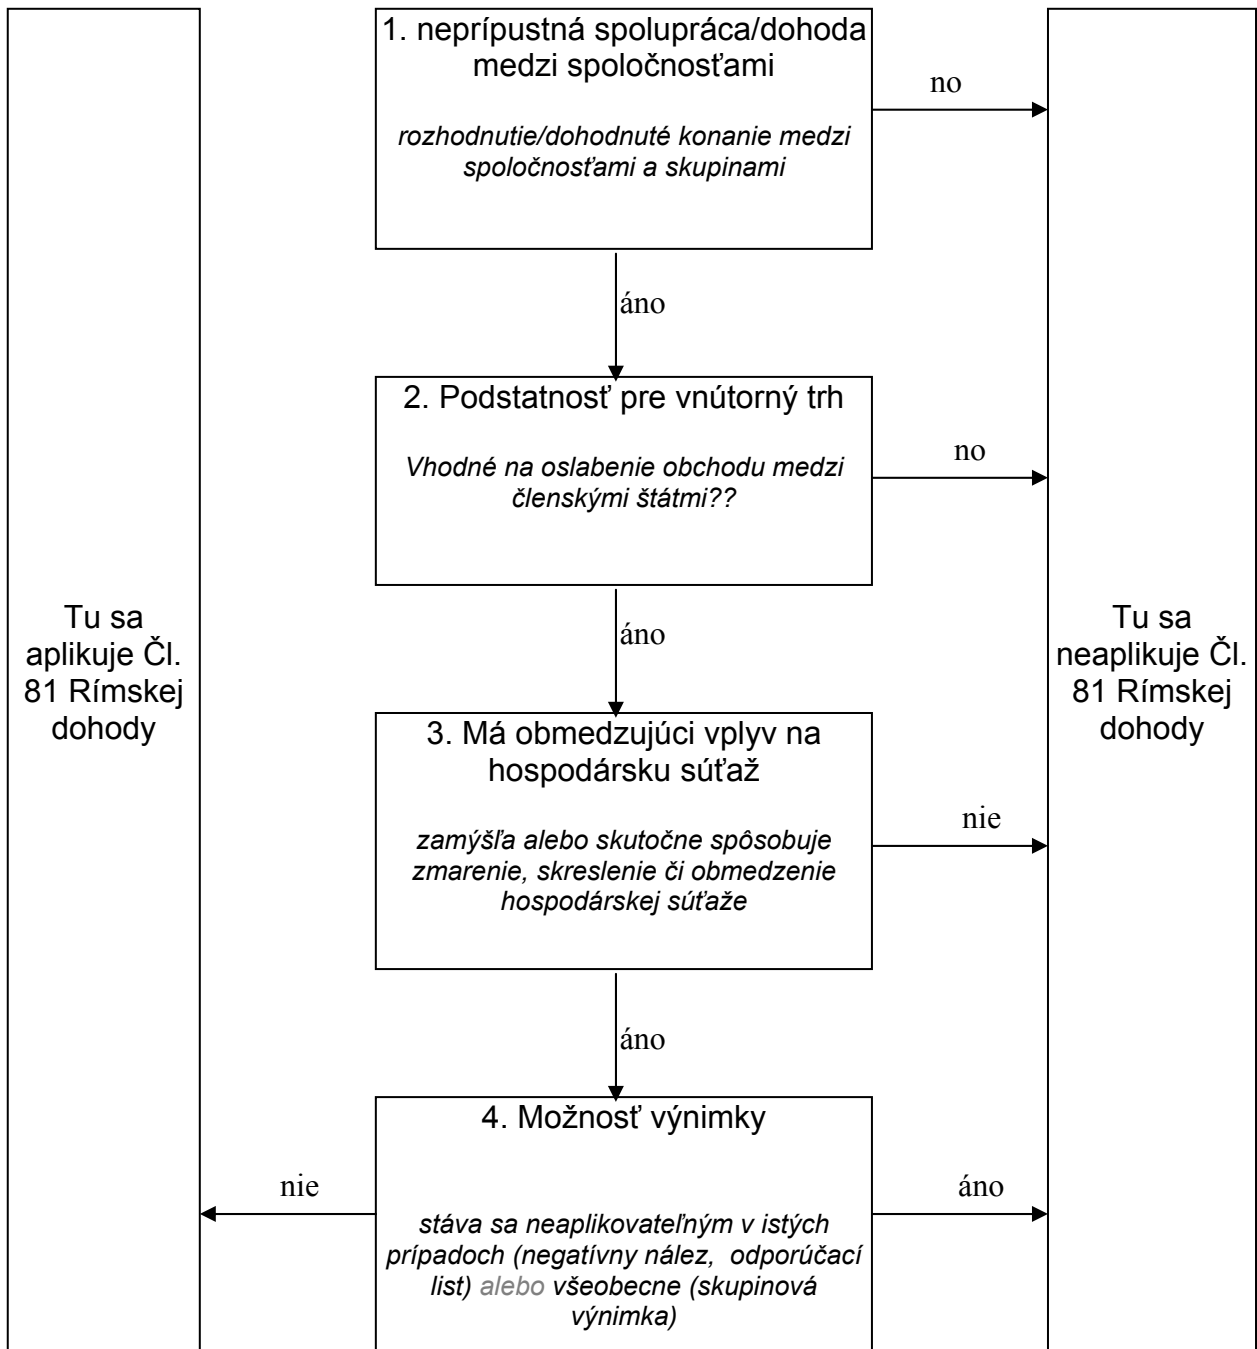 1. neprípustná spolupráca/dohoda
medzi spoločnosťami
rozhodnutie/dohodnuté konanie medzi
spoločnosťami a skupinami
no
áno
2. Podstatnosť pre vnútorný trh
Vhodné na oslabenie obchodu medzi
členskými štátmi??
no
áno
Tu sa
aplikuje Čl.
81 Rímskej
dohody
Tu sa
neaplikuje Čl.
81 Rímskej
dohody
3. Má obmedzujúci vplyv na
hospodársku súťaž
zamýšľa alebo skutočne spôsobuje
zmarenie, skreslenie či obmedzenie
hospodárskej súťaže
nie
áno
4. Možnosť výnimky
nie
áno
stáva sa neaplikovateľným v istých
prípadoch (negatívny nález, odporúčací
list) alebo všeobecne (skupinová
výnimka)